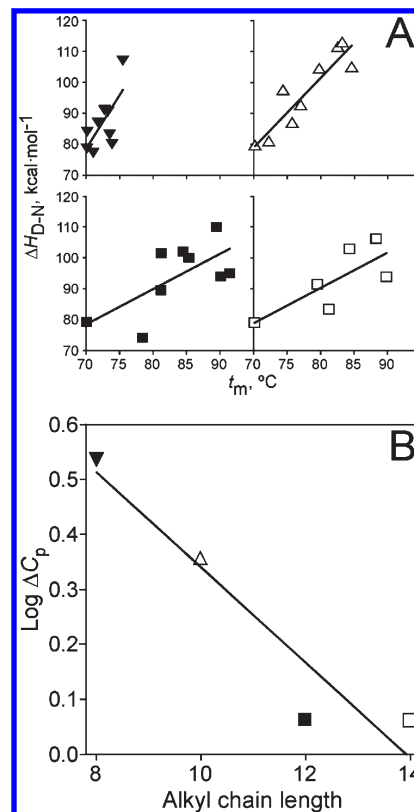 A
120
110
100
90
80
70
110
100
90
80
70
70 75 80 85 90 70 75 80 85 90
ΔH_D-N, kcal·mol⁻¹
t_m, ºC
B
0.6
0.5
0.4
0.3
0.2
0.1
0.0
8 10 12 14
Log ΔC_p
Alkyl chain length